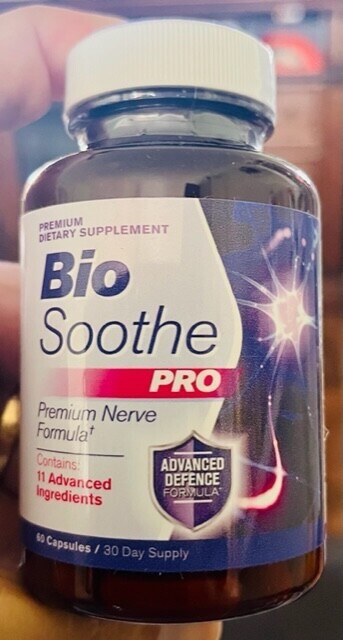 PREMIUM
DIETARY SUPPLEMENT
Bio
Soothe
PRO
Premium Nerve
Formula†
Contains:
11 Advanced
Ingredients
ADVANCED
DEFENCE
FORMULA*
60 Capsules / 30 Day Supply